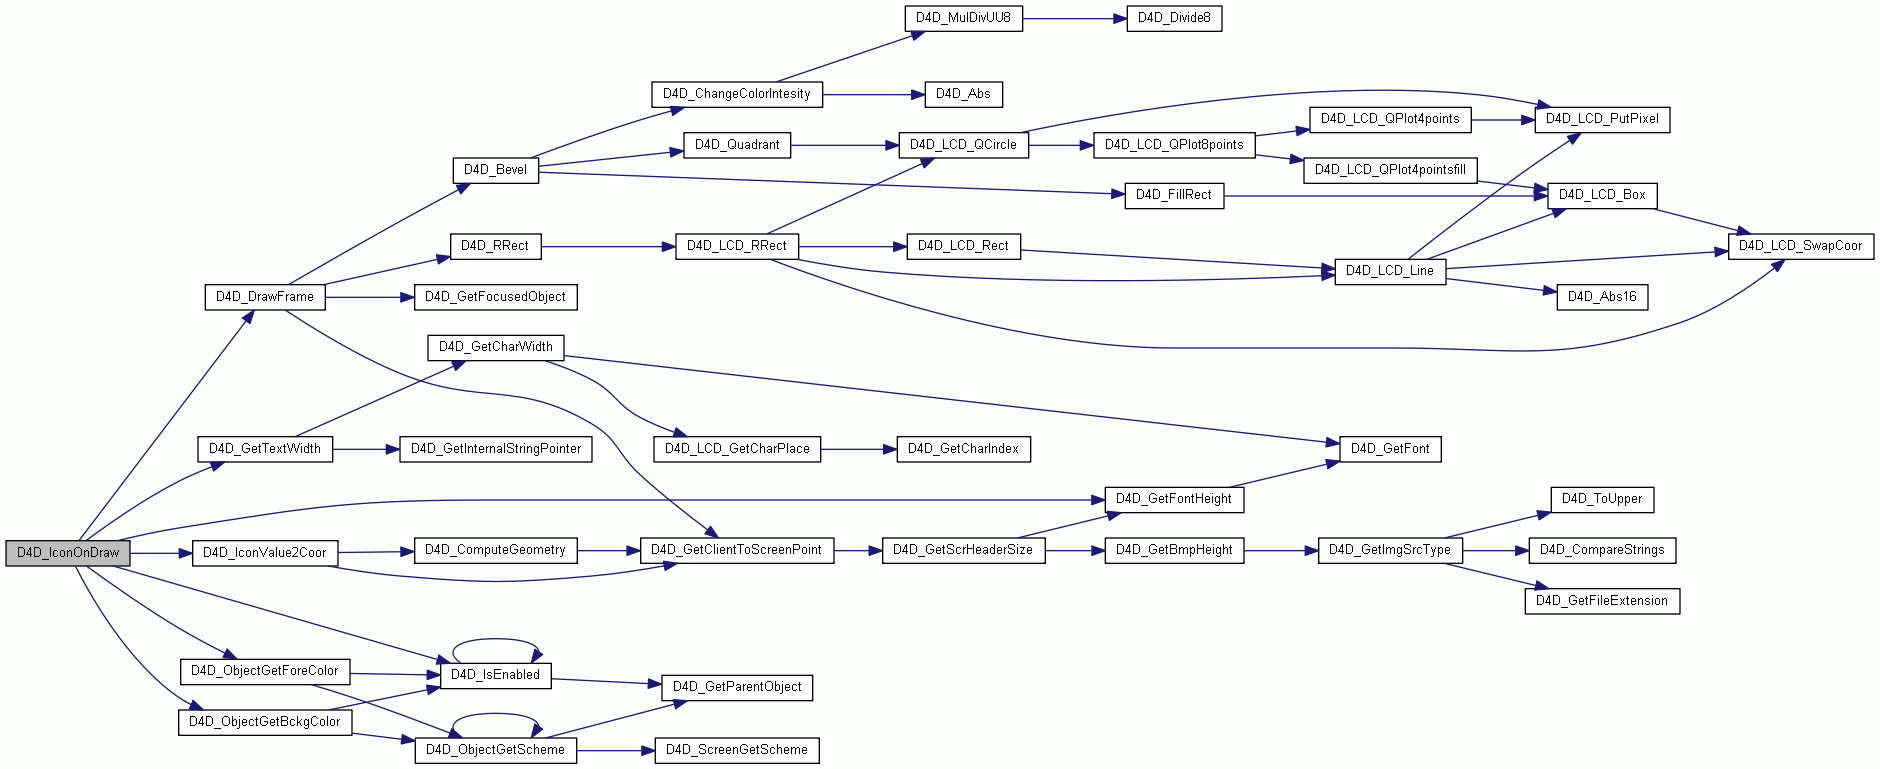 D4D_MulDivUU8
D4D_Divide8
D4D_ChangeColorIntesity
D4D_Abs
D4D_LCD_QPlot4points
D4D_LCD_PutPixel
D4D_Quadrant
D4D_LCD_QCircle
D4D_LCD_QPlot8points
D4D_Bevel
D4D_LCD_QPlot4pointsfill
D4D_FillRect
D4D_LCD_Box
D4D_RRect
D4D_LCD_RRect
D4D_LCD_Rect
D4D_LCD_SwapCoor
D4D_LCD_Line
D4D_DrawFrame
D4D_GetFocusedObject
D4D_Abs16
D4D_GetCharWidth
D4D_GetTextWidth
D4D_GetInternalStringPointer
D4D_LCD_GetCharPlace
D4D_GetCharIndex
D4D_GetFont
D4D_GetFontHeight
D4D_ToUpper
D4D_IconOnDraw
D4D_IconValue2Coor
D4D_ComputeGeometry
D4D_GetClientToScreenPoint
D4D_GetScrHeaderSize
D4D_GetBmpHeight
D4D_GetImgSrcType
D4D_CompareStrings
D4D_GetFileExtension
D4D_ObjectGetForeColor
D4D_IsEnabled
D4D_GetParentObject
D4D_ObjectGetBckgColor
D4D_ObjectGetScheme
D4D_ScreenGetScheme